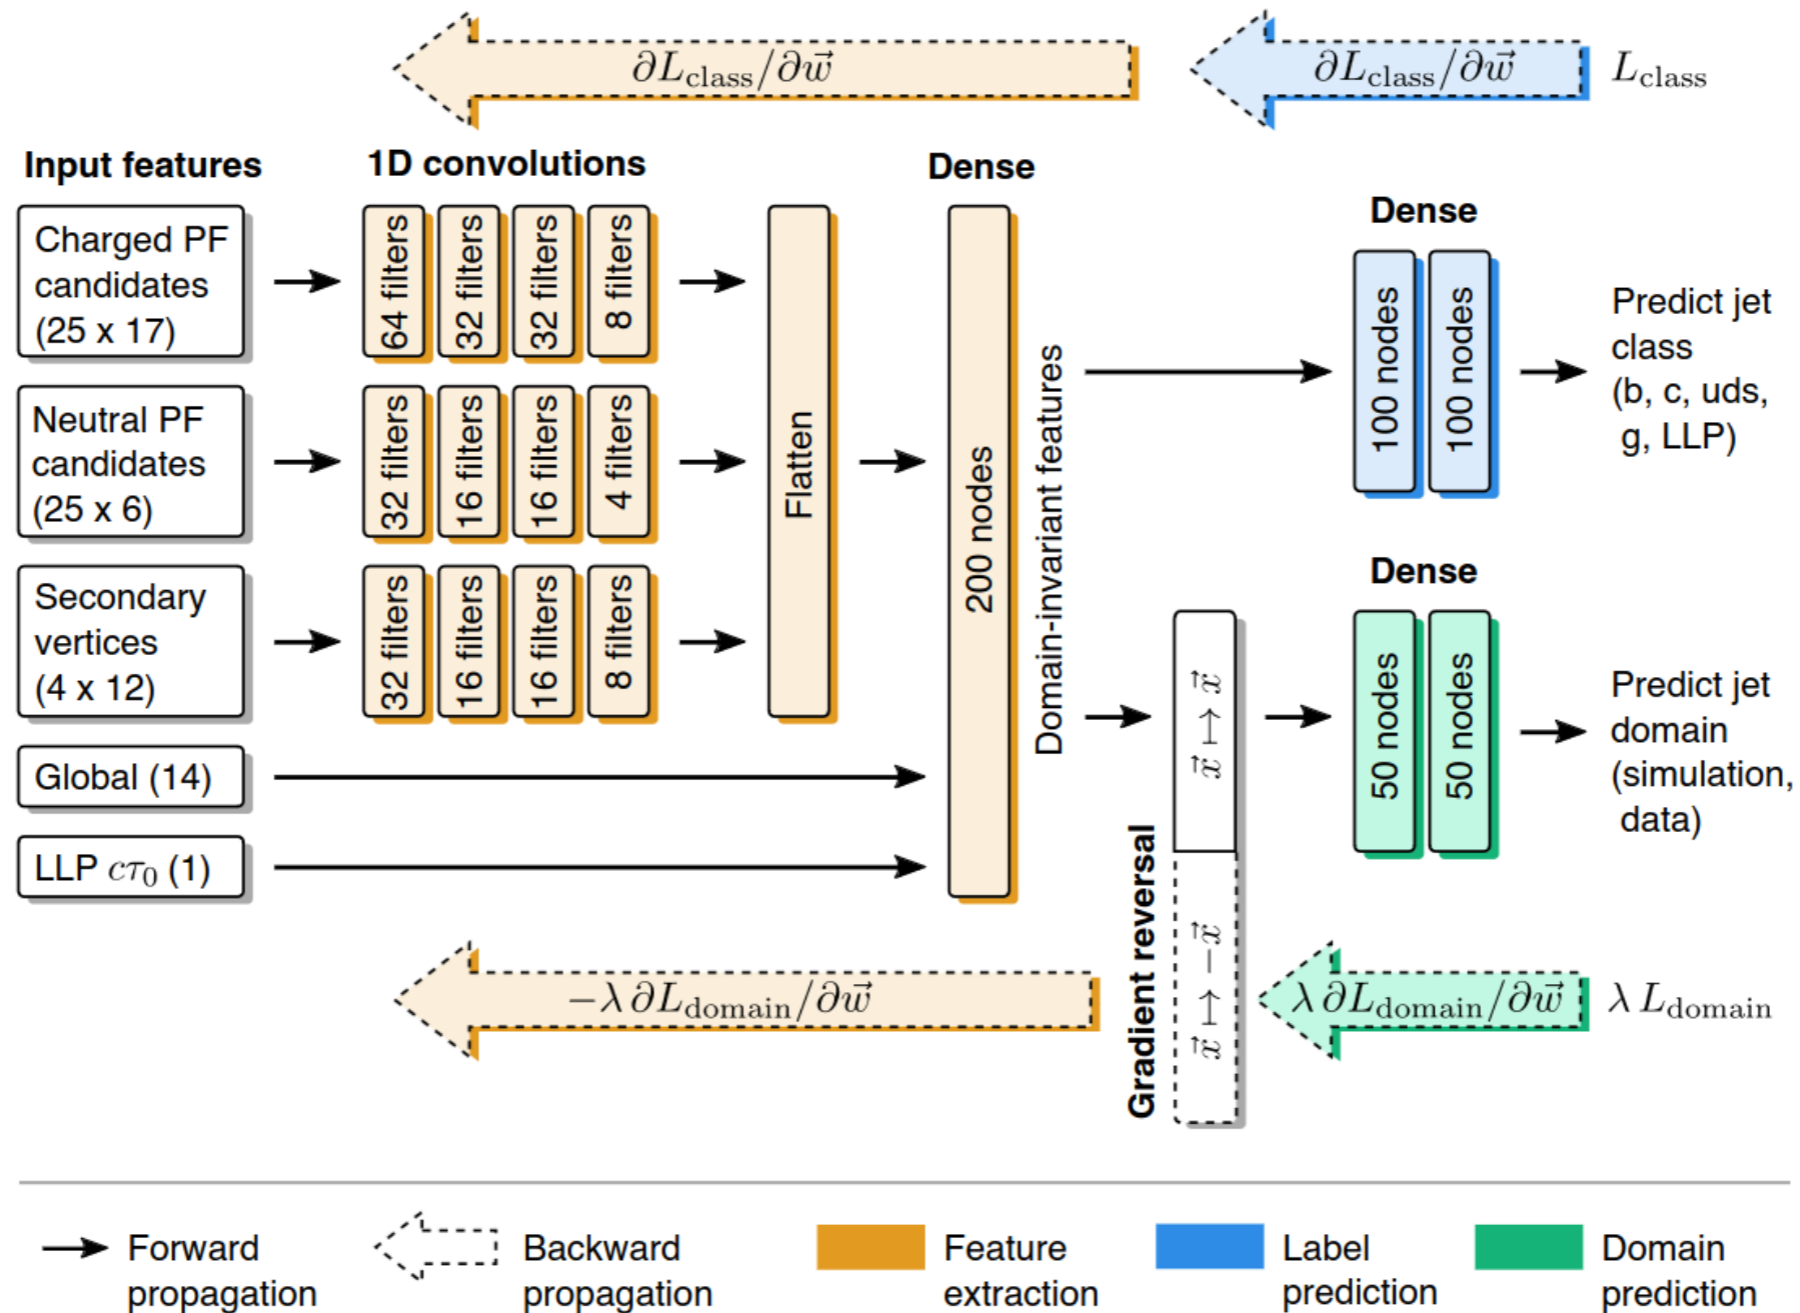 ∂L_class/∂w⃗
∂L_class/∂w⃗
L_class
Input features
1D convolutions
Dense
Charged PF
candidates
(25 x 17)
64 filters
32 filters
32 filters
8 filters
Neutral PF
candidates
(25 x 6)
32 filters
16 filters
16 filters
4 filters
Secondary
vertices
(4 x 12)
32 filters
16 filters
16 filters
8 filters
Global (14)
LLP cτ₀ (1)
Flatten
200 nodes
Domain-invariant features
Dense
100 nodes
100 nodes
Predict jet
class
(b, c, uds,
g, LLP)
Gradient reversal
x⃗ ↦ x⃗
x⃗ ↦ −x⃗
Dense
50 nodes
50 nodes
Predict jet
domain
(simulation,
data)
−λ ∂L_domain/∂w⃗
λ ∂L_domain/∂w⃗
λ L_domain
Forward
propagation
Backward
propagation
Feature
extraction
Label
prediction
Domain
prediction